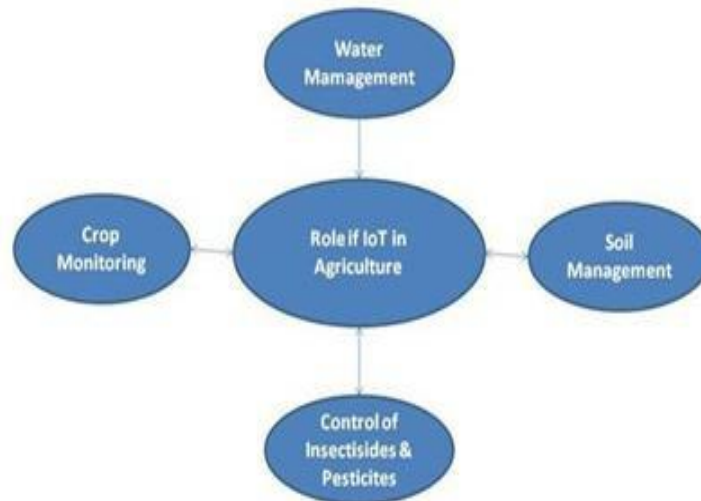 Water
Mamagement
Crop
Monitoring
Role if IoT in
Agriculture
Soil
Management
Control of
Insectisides &
Pesticites